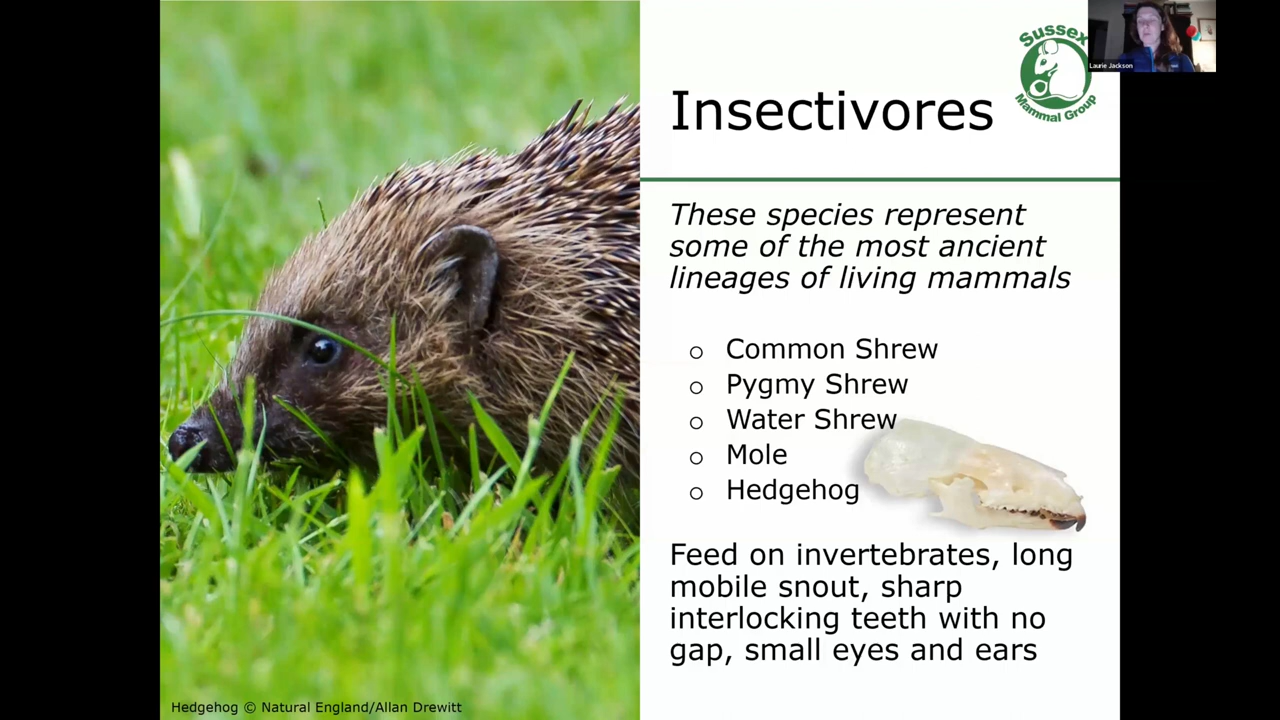 Sussex
Mammal Group
Laurie Jackson
Insectivores
These species represent
some of the most ancient
lineages of living mammals
o Common Shrew
o Pygmy Shrew
o Water Shrew
o Mole
o Hedgehog
Feed on invertebrates, long
mobile snout, sharp
interlocking teeth with no
gap, small eyes and ears
Hedgehog © Natural England/Allan Drewitt